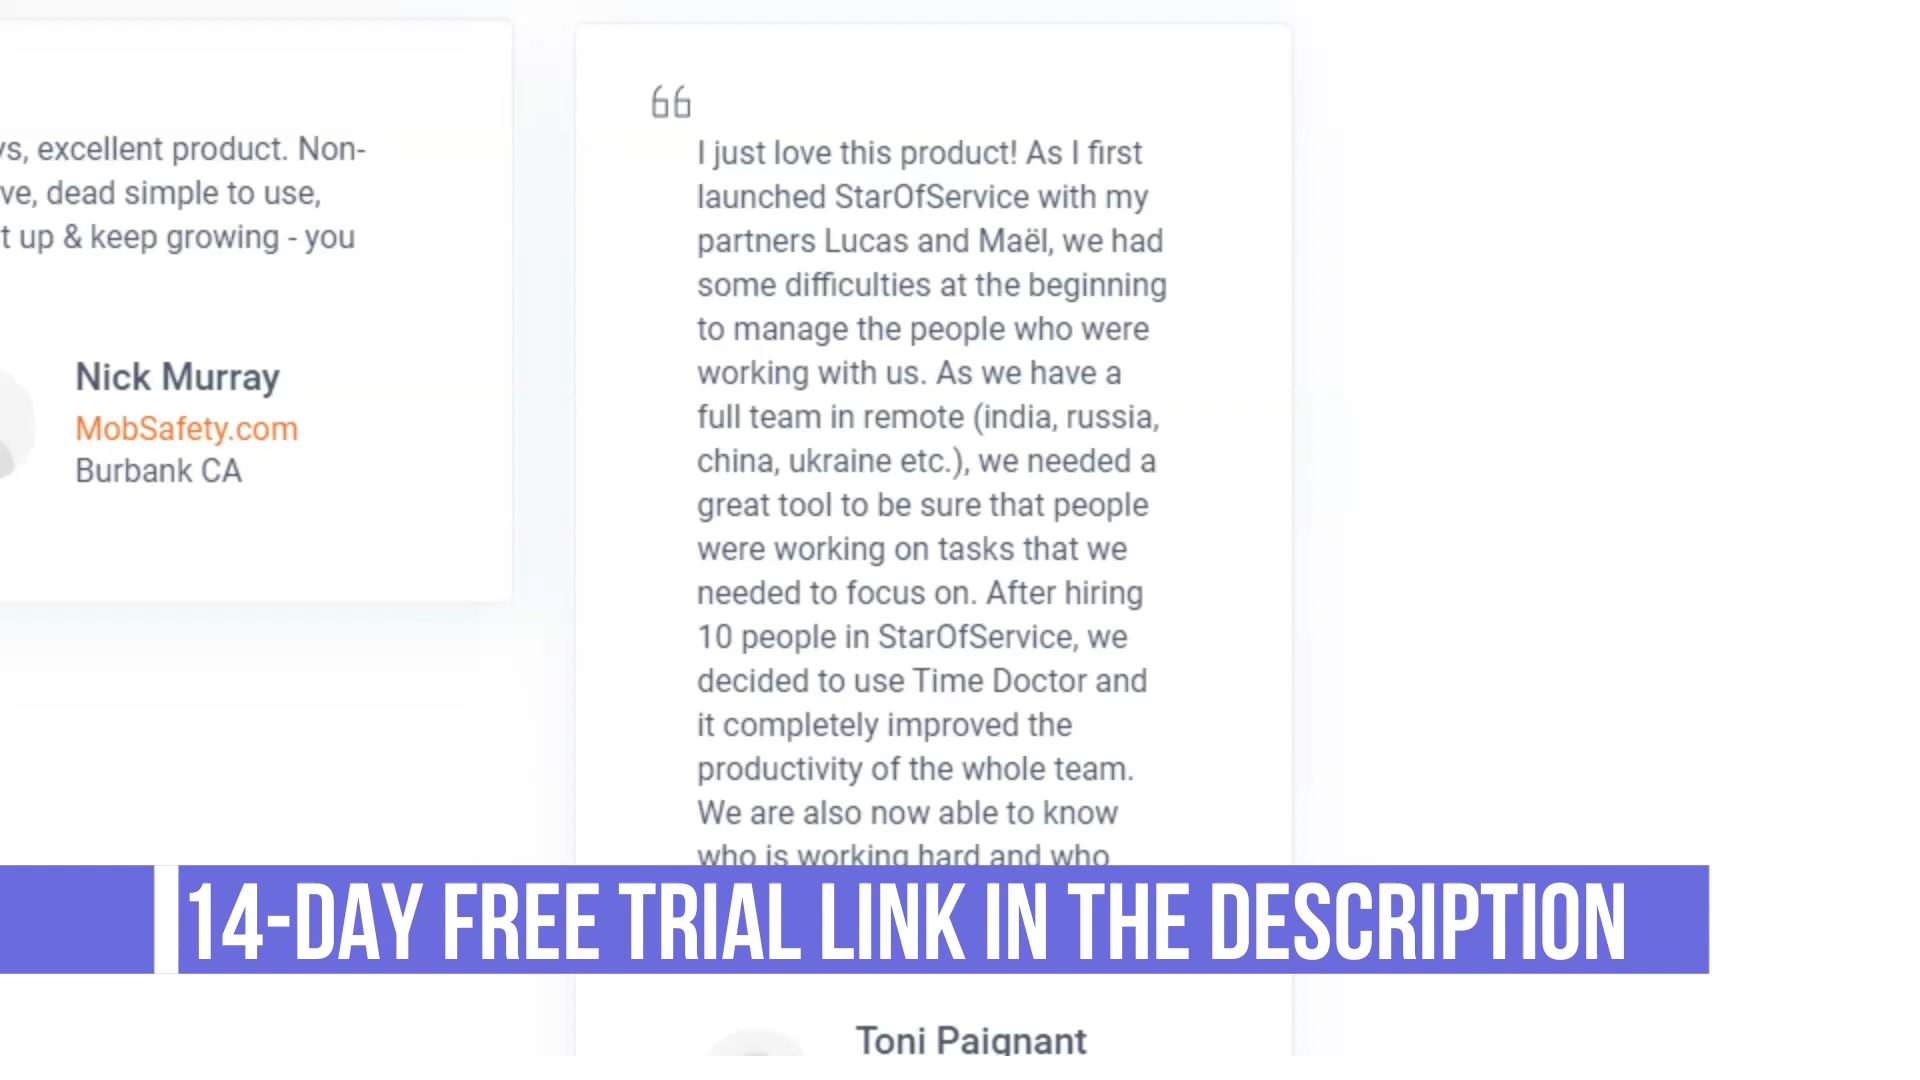 excellent product. Non-
dead simple to use,
up & keep growing - you
Nick Murray
MobSafety.com
Burbank CA
I just love this product! As I first
launched StarOfService with my
partners Lucas and Maël, we had
some difficulties at the beginning
to manage the people who were
working with us. As we have a
full team in remote (india, russia,
china, ukraine etc.), we needed a
great tool to be sure that people
were working on tasks that we
needed to focus on. After hiring
10 people in StarOfService, we
decided to use Time Doctor and
it completely improved the
productivity of the whole team.
We are also now able to know
who is working hard and who
14-DAY FREE TRIAL LINK IN THE DESCRIPTION
Toni Paignant